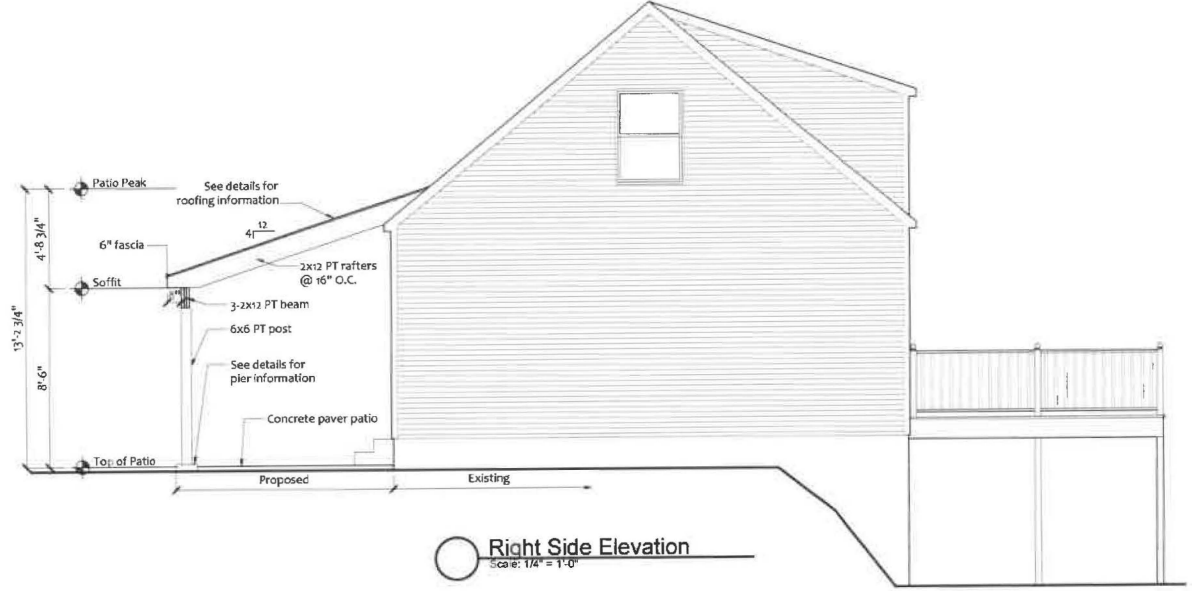 Patio Peak
See details for
roofing information
12
4
6" fascia
4'-8 3/4"
2x12 PT rafters
@ 16" O.C.
Soffit
3-2x12 PT beam
13'-2 3/4"
6x6 PT post
8'-6"
See details for
pier information
Concrete paver patio
Top of Patio
Proposed
Existing
Right Side Elevation
Scale: 1/4" = 1'-0"